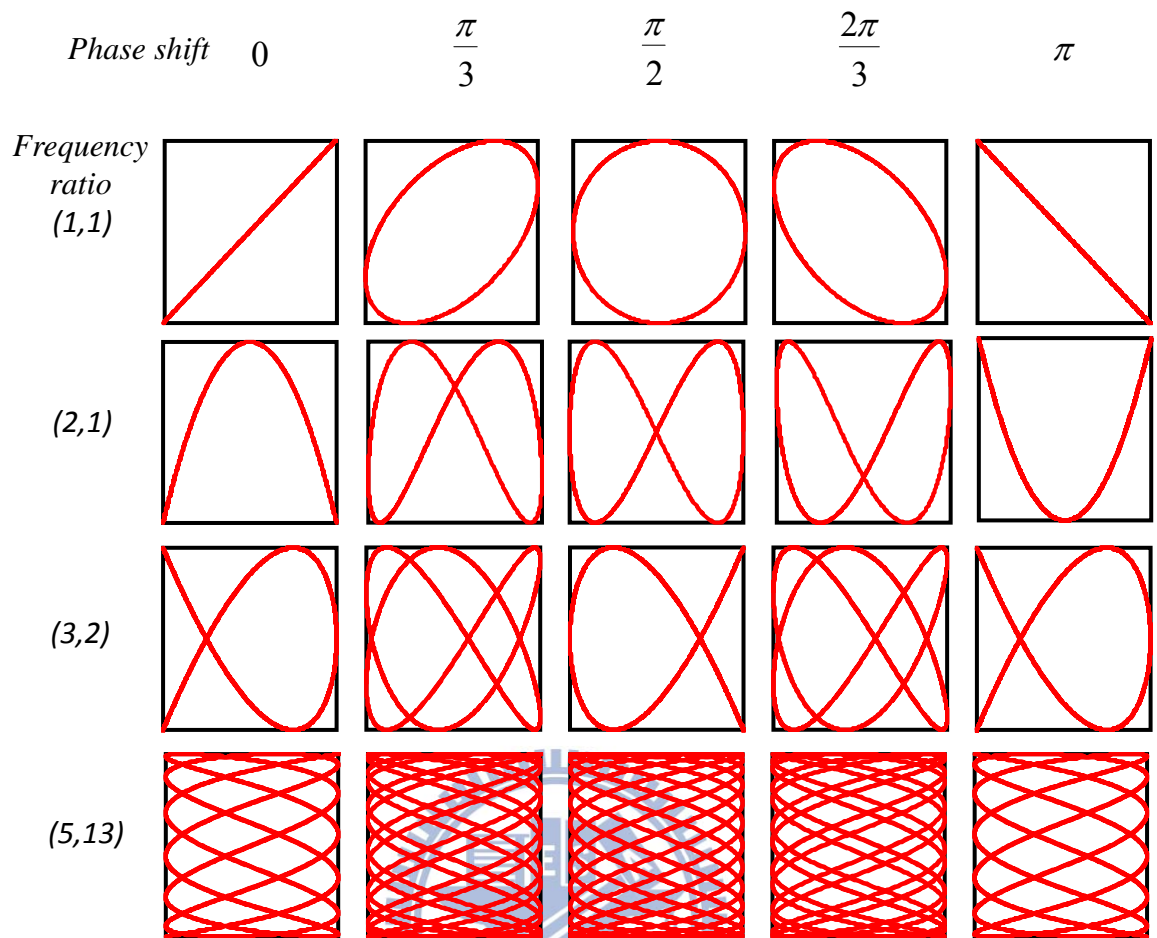 Phase shift 0 π/3 π/2 2π/3 π
Frequency
ratio
(1,1)
(2,1)
(3,2)
(5,13)